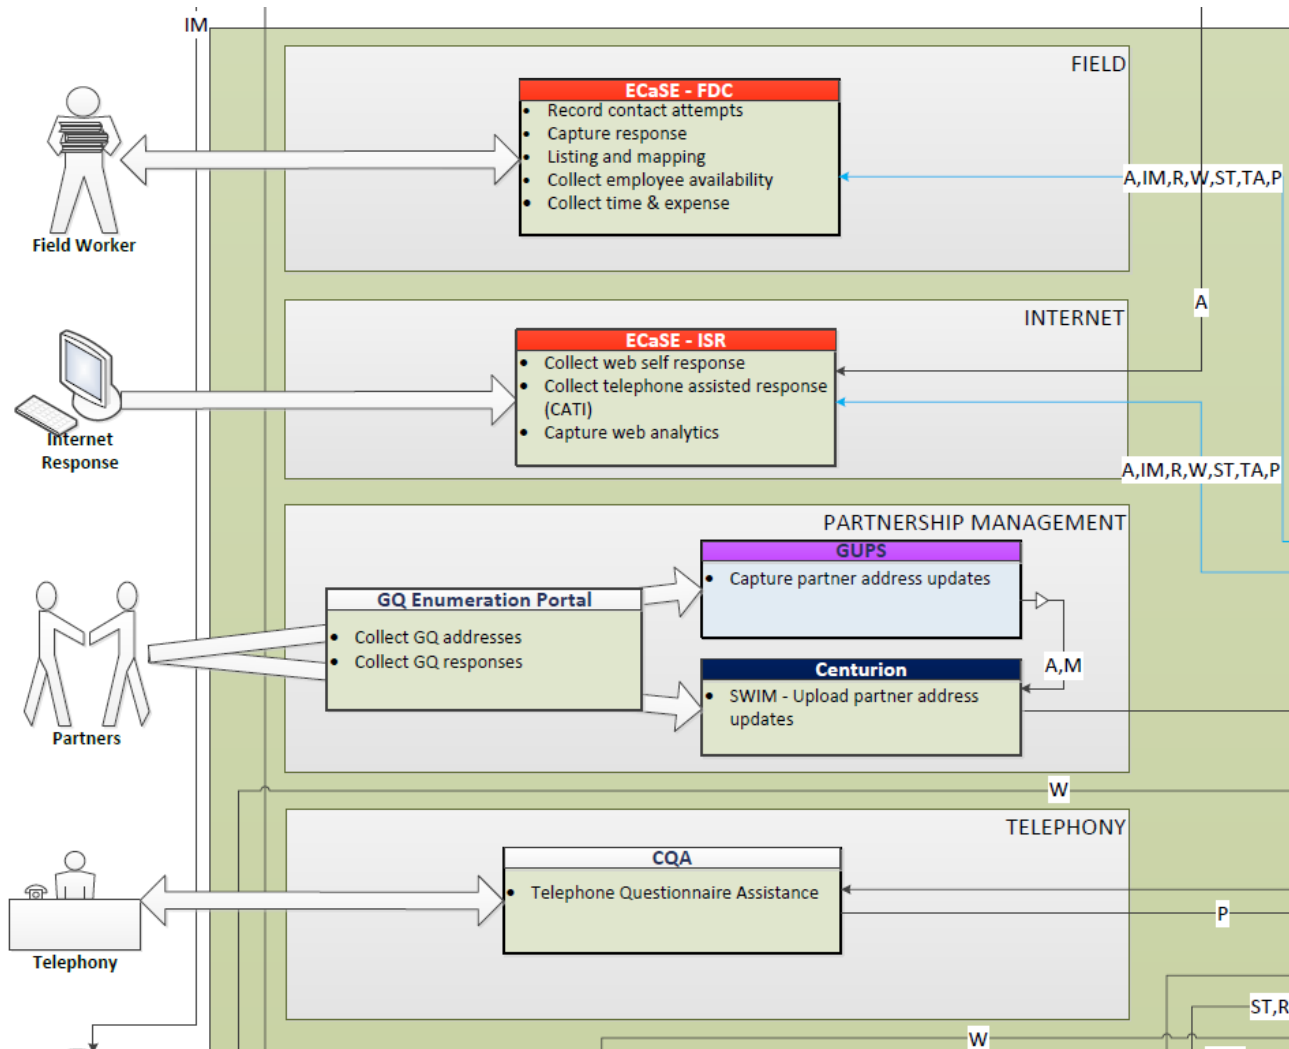 IM
FIELD
ECaSE - FDC
• Record contact attempts
• Capture response
• Listing and mapping
• Collect employee availability
• Collect time & expense
Field Worker
A,IM,R,W,ST,TA,P
A
INTERNET
ECaSE - ISR
• Collect web self response
• Collect telephone assisted response
(CATI)
• Capture web analytics
Internet
Response
A,IM,R,W,ST,TA,P
PARTNERSHIP MANAGEMENT
GUPS
• Capture partner address updates
GQ Enumeration Portal
• Collect GQ addresses
• Collect GQ responses
A,M
Centurion
• SWIM - Upload partner address
updates
Partners
W
TELEPHONY
CQA
• Telephone Questionnaire Assistance
P
Telephony
ST,R
W